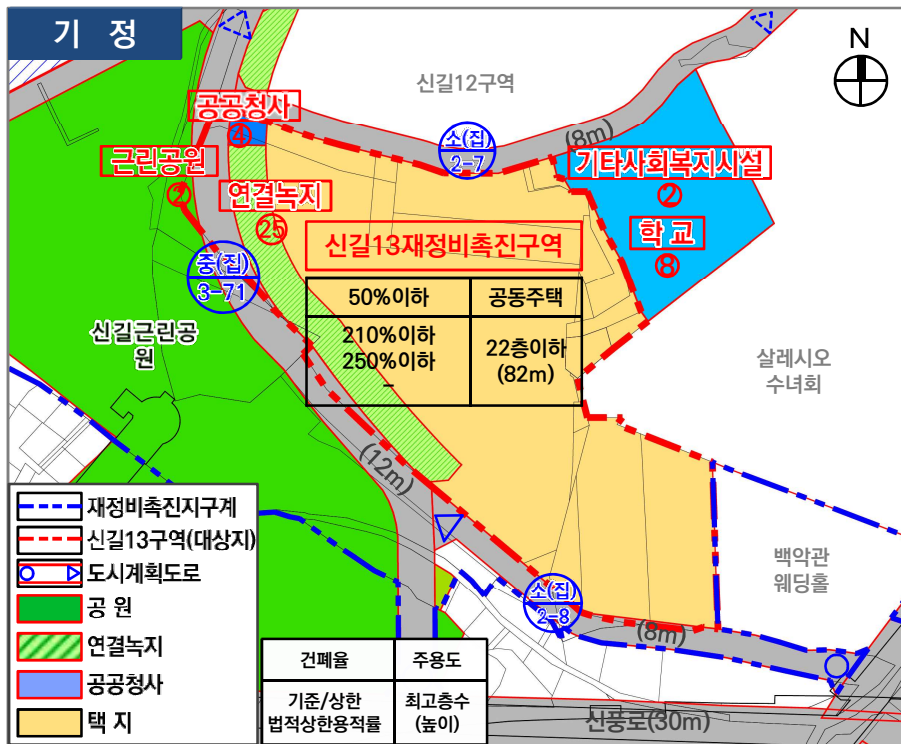 기 정
N
신길12구역
공공청사
④
소(집)
2-7
(8m)
근린공원
②
기타사회복지시설
②
연결녹지
㉕
학 교
⑧
신길13재정비촉진구역
중(집)
3-71
50%이하 공동주택
210%이하
250%이하
-
22층이하
(82m)
신길근린공
원
살레시오
수녀회
(12m)
백악관
웨딩홀
소(집)
2-8
(8m)
신풍로(30m)
재정비촉진지구계
신길13구역(대상지)
도시계획도로
공 원
연결녹지
공공청사
택 지
건폐율 주용도
기준/상한
법적상한용적률
최고층수
(높이)